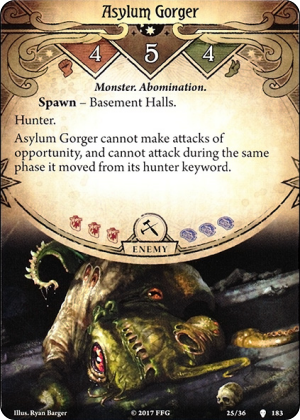 Asylum Gorger
4 5 4
Monster. Abomination.
Spawn – Basement Halls.
Hunter.
Asylum Gorger cannot make attacks of
opportunity, and cannot attack during the same
phase it moved from its hunter keyword.
ENEMY
Illus. Ryan Barger © 2017 FFG 25/36 183